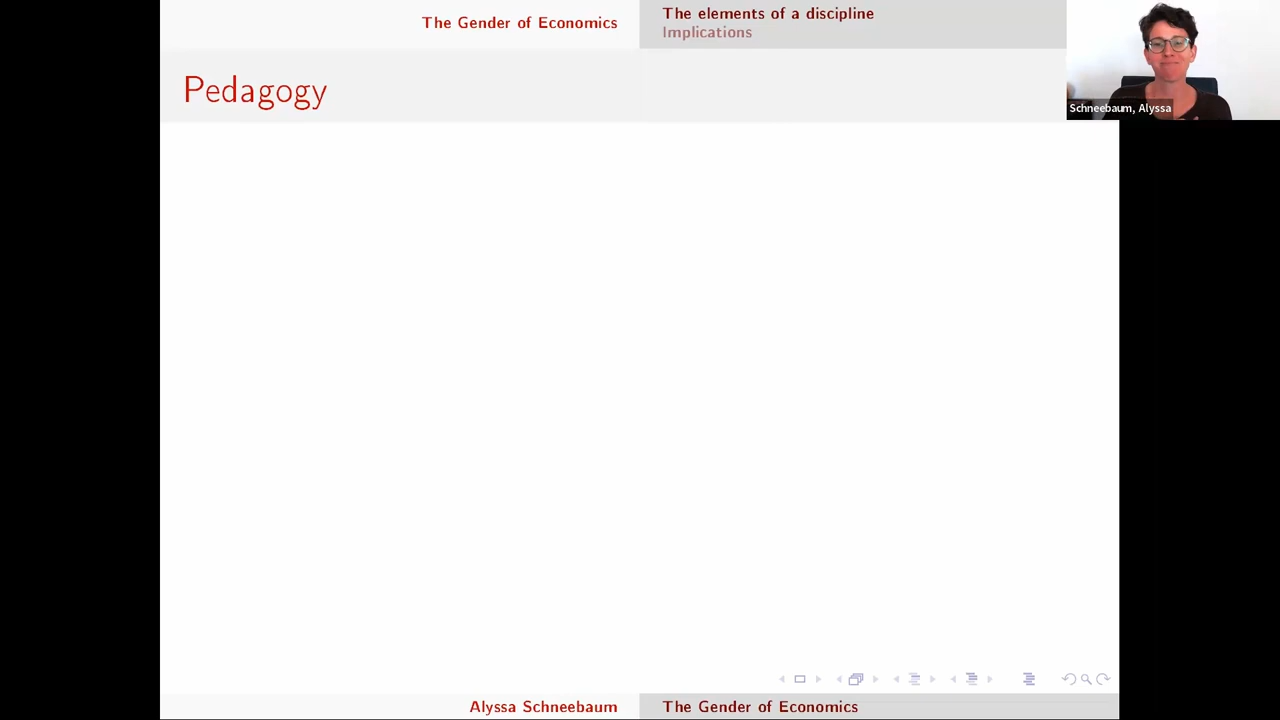 The Gender of Economics
The elements of a discipline
Implications
Pedagogy
Schneebaum, Alyssa
Alyssa Schneebaum
The Gender of Economics